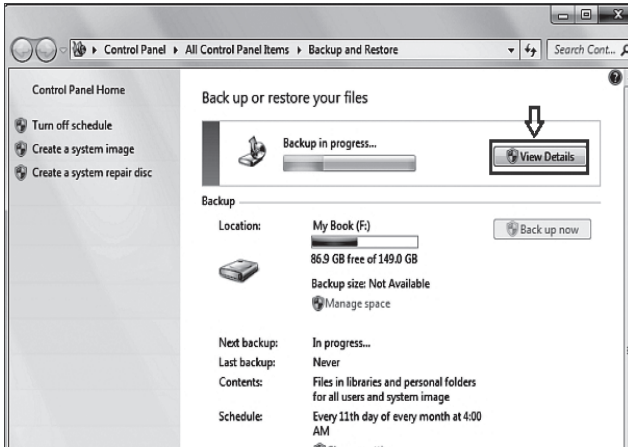 Control Panel ▸ All Control Panel Items ▸ Backup and Restore
Search Cont...
Control Panel Home
Turn off schedule
Create a system image
Create a system repair disc
Back up or restore your files
Backup in progress...
View Details
Backup
Location:
My Book (F:)
Back up now
86.9 GB free of 149.0 GB
Backup size: Not Available
Manage space
Next backup:
In progress...
Last backup:
Never
Contents:
Files in libraries and personal folders
for all users and system image
Schedule:
Every 11th day of every month at 4:00
AM